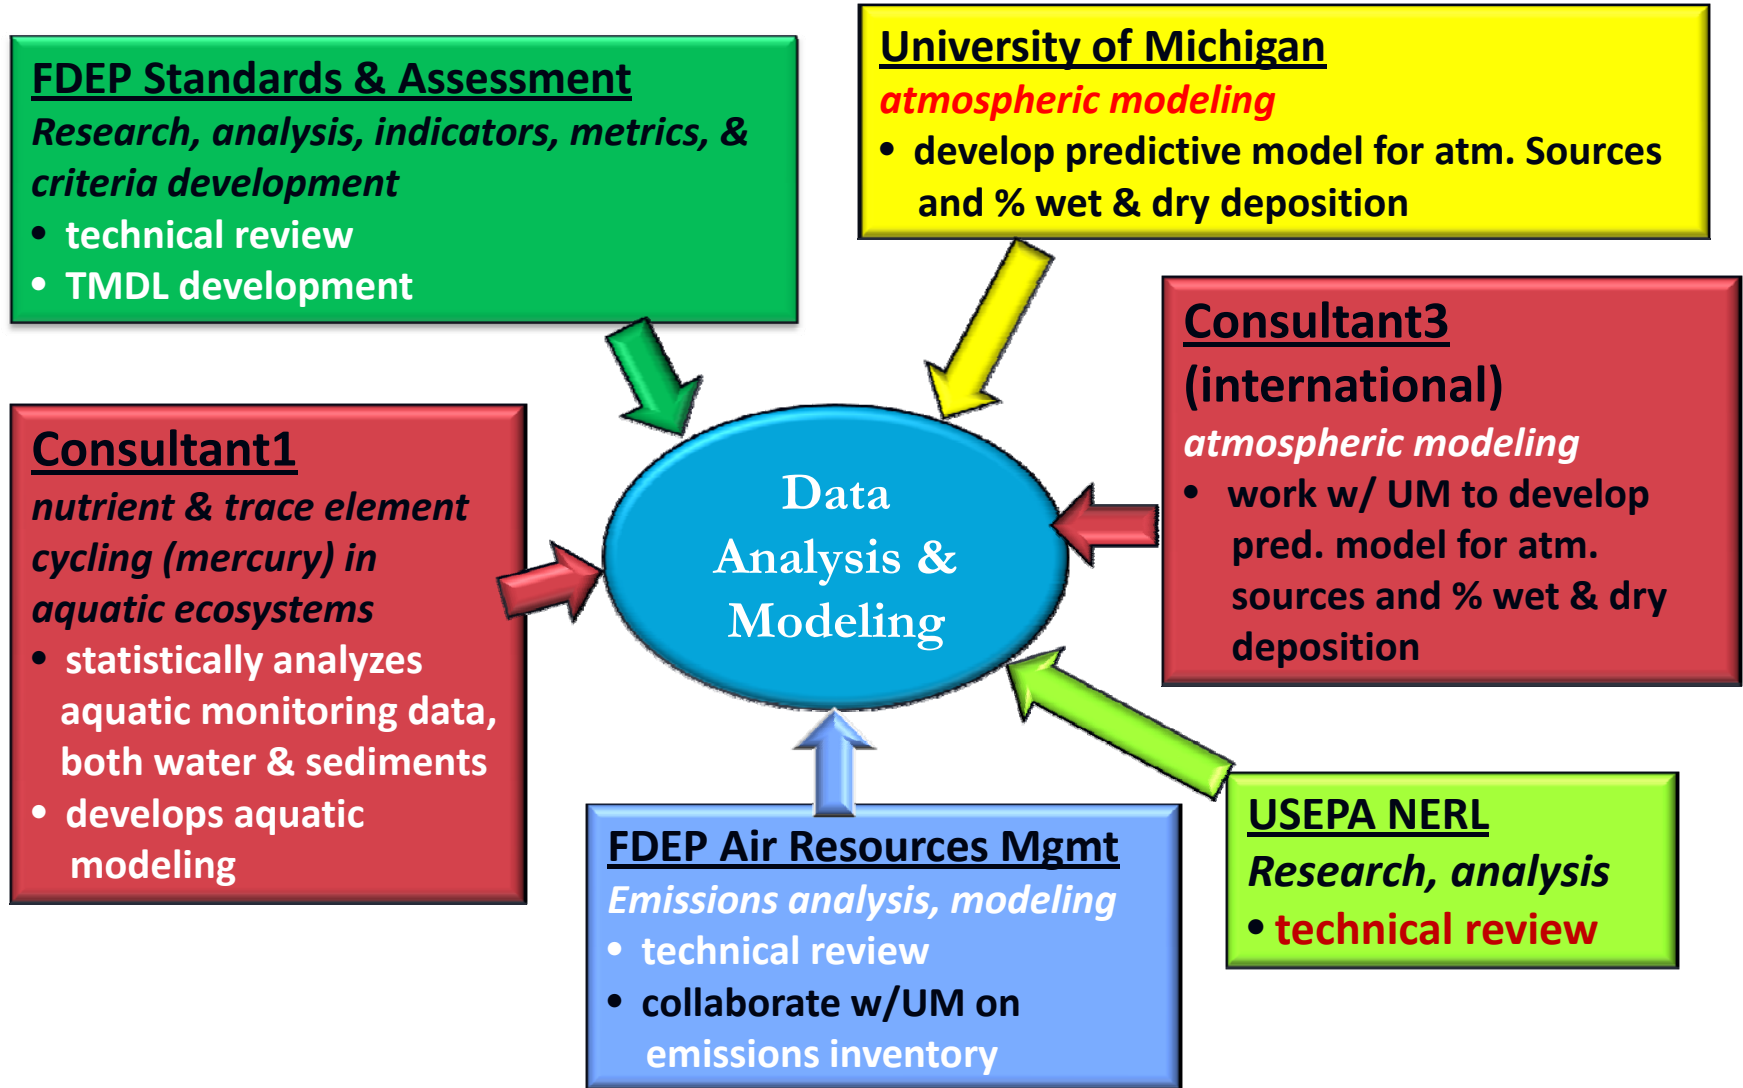 FDEP Standards & Assessment
Research, analysis, indicators, metrics, &
criteria development
• technical review
• TMDL development
University of Michigan
atmospheric modeling
• develop predictive model for atm. Sources
and % wet & dry deposition
Consultant1
nutrient & trace element
cycling (mercury) in
aquatic ecosystems
• statistically analyzes
aquatic monitoring data,
both water & sediments
• develops aquatic
modeling
Data
Analysis &
Modeling
Consultant3
(international)
atmospheric modeling
• work w/ UM to develop
pred. model for atm.
sources and % wet & dry
deposition
FDEP Air Resources Mgmt
Emissions analysis, modeling
• technical review
• collaborate w/UM on
emissions inventory
USEPA NERL
Research, analysis
• technical review